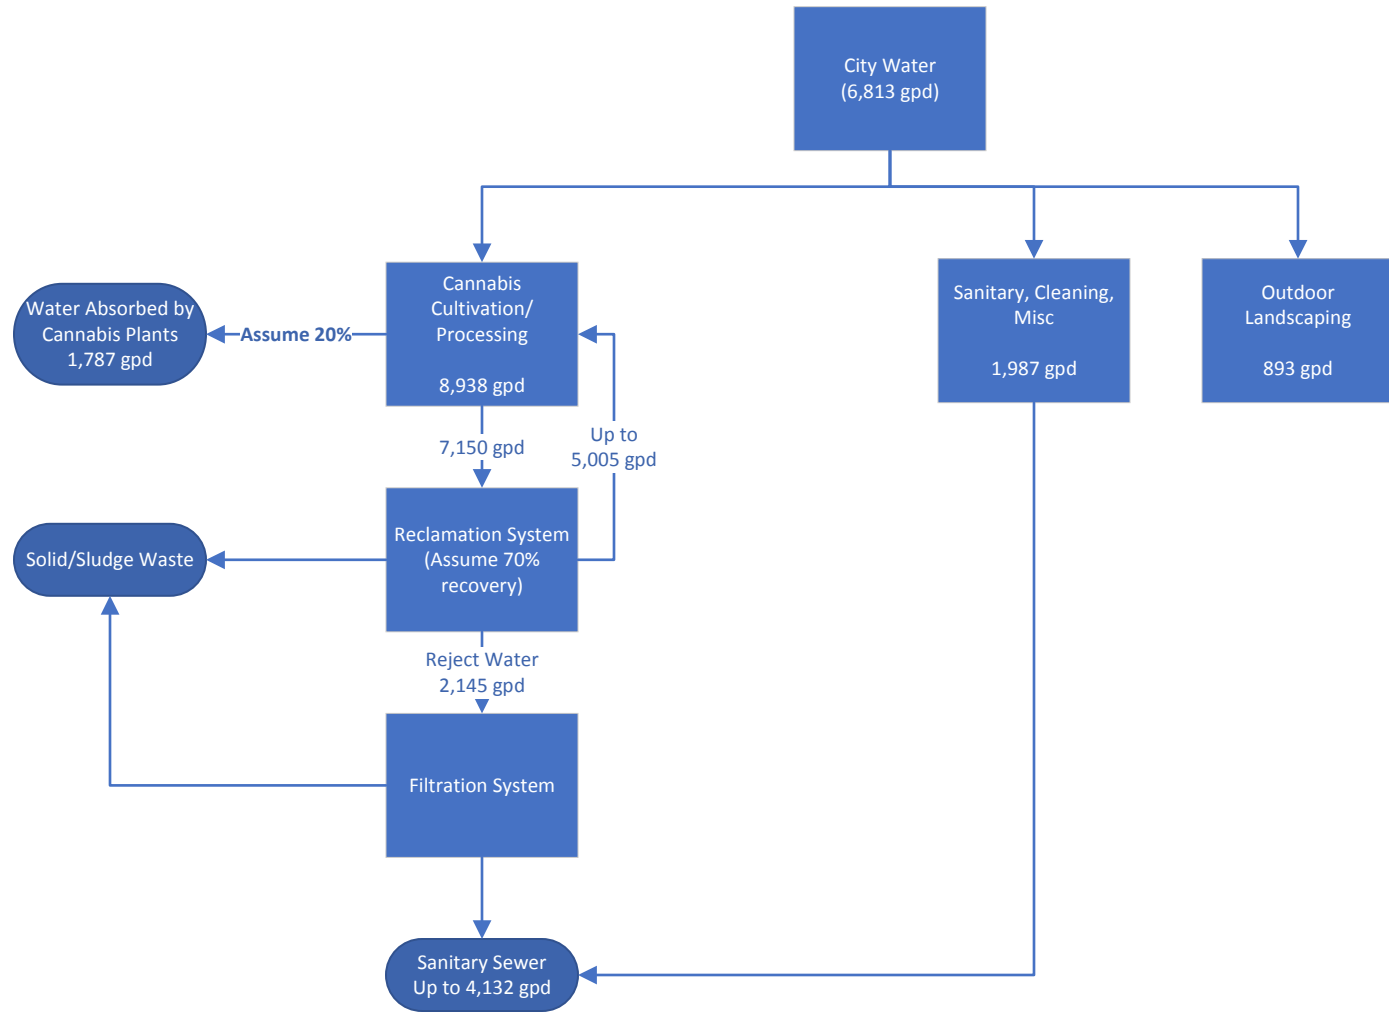 City Water
(6,813 gpd)
Cannabis
Cultivation/
Processing
8,938 gpd
Sanitary, Cleaning,
Misc
1,987 gpd
Outdoor
Landscaping
893 gpd
Water Absorbed by
Cannabis Plants
1,787 gpd
Assume 20%
7,150 gpd
Up to
5,005 gpd
Reclamation System
(Assume 70%
recovery)
Solid/Sludge Waste
Reject Water
2,145 gpd
Filtration System
Sanitary Sewer
Up to 4,132 gpd